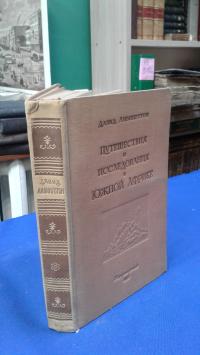 Давид Ливингстон
ПУТЕШЕСТВИЯ
И
ИССЛЕДОВАНИЯ
В
ЮЖНОЙ АФРИКЕ
Давид
ЛИВИНГСТОН